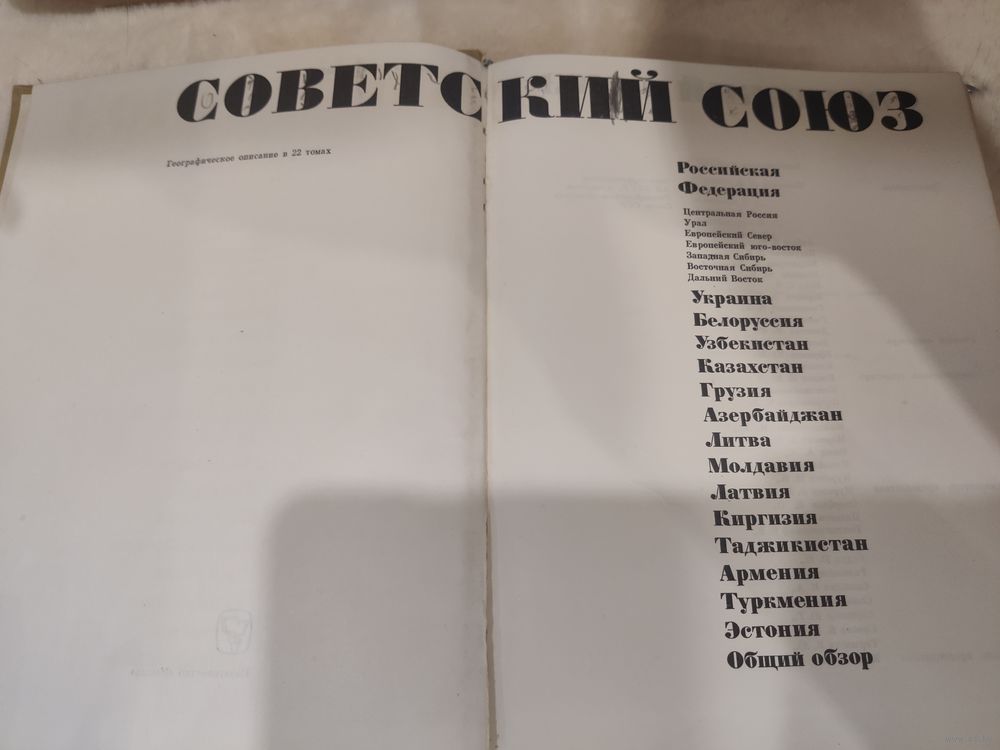 СОВЕТСКИЙ СОЮЗ
Географическое описание в 22 томах
Российская
Федерация
Центральная Россия
Урал
Европейский Север
Европейский юго-восток
Западная Сибирь
Восточная Сибирь
Дальний Восток
Украина
Белоруссия
Узбекистан
Казахстан
Грузия
Азербайджан
Литва
Молдавия
Латвия
Киргизия
Таджикистан
Армения
Туркмения
Эстония
Общий обзор